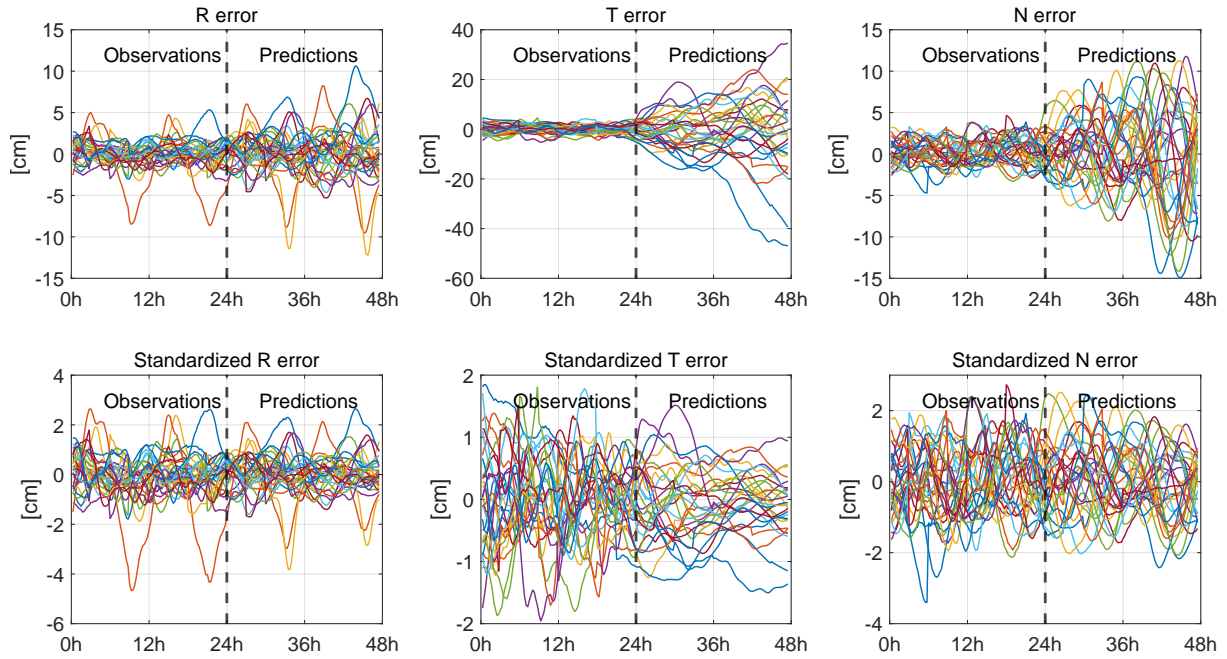 R error
15
10
5
0
-5
-10
-15
[cm]
Observations
Predictions
0h
12h
24h
36h
48h
T error
40
20
0
-20
-40
-60
[cm]
Observations
Predictions
0h
12h
24h
36h
48h
N error
15
10
5
0
-5
-10
-15
[cm]
Observations
Predictions
0h
12h
24h
36h
48h
Standardized R error
4
2
0
-2
-4
-6
[cm]
Observations
Predictions
0h
12h
24h
36h
48h
Standardized T error
2
1
0
-1
-2
[cm]
Observations
Predictions
0h
12h
24h
36h
48h
Standardized N error
2
0
-2
-4
[cm]
Observations
Predictions
0h
12h
24h
36h
48h